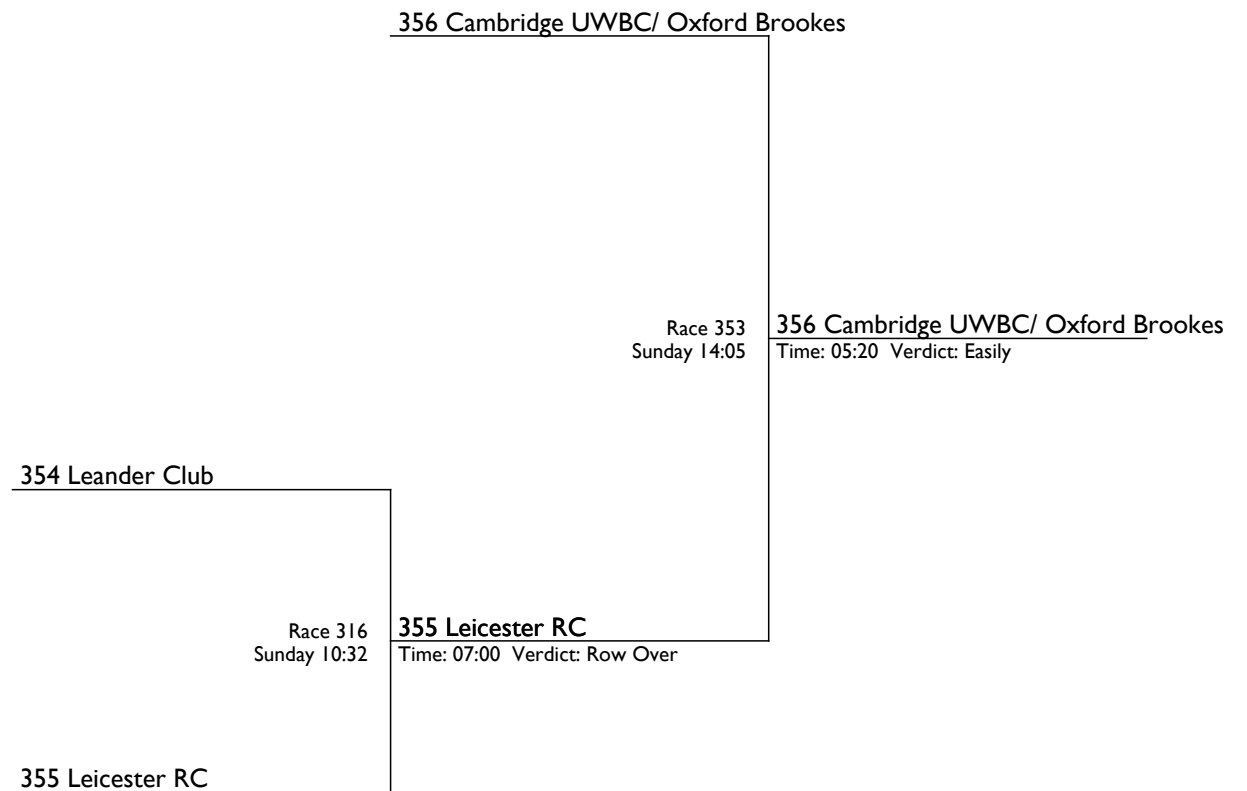 356 Cambridge UWBC/ Oxford Brookes
Race 353
Sunday 14:05
356 Cambridge UWBC/ Oxford Brookes
Time: 05:20 Verdict: Easily
354 Leander Club
Race 316
Sunday 10:32
355 Leicester RC
Time: 07:00 Verdict: Row Over
355 Leicester RC